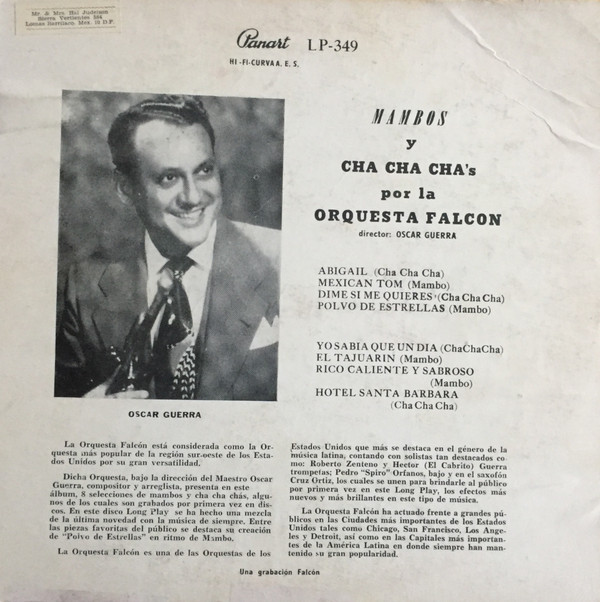 Mr. & Mrs. Hal Judelson
Sierra Vertientes 364
Lomas Barrilaco. Mex. 10 D.F.
Panart LP-349
HI-FI-CURVA A. E. S.
MAMBOS
y
CHA CHA CHA's
por la
ORQUESTA FALCON
director: OSCAR GUERRA
ABIGAIL (Cha Cha Cha)
MEXICAN TOM (Mambo)
DIME SI ME QUIERES (Cha Cha Cha)
POLVO DE ESTRELLAS (Mambo)
YO SABIA QUE UN DIA (ChaChaCha)
EL TAJUARIN (Mambo)
RICO CALIENTE Y SABROSO
(Mambo)
HOTEL SANTA BARBARA
(Cha Cha Cha)
OSCAR GUERRA
La Orquesta Falcón está considerada como la Or-
questa más popular de la región sur-oeste de los Esta-
dos Unidos por su gran versatilidad.
Dicha Orquesta, bajo la dirección del Maestro Oscar
Guerra, compositor y arreglista, presenta en este
álbum, 8 selecciones de mambos y cha cha chás, algu-
nos de los cuales son grabados por primera vez en dis-
cos. En este disco Long Play se ha hecho una mezcla
de la última novedad con la música de siempre. Entre
las piezas favoritas del público se destaca su creación
de "Polvo de Estrellas" en ritmo de Mambo.
La Orquesta Falcón es una de las Orquestas de los
Estados Unidos que más se destaca en el género de la
música latina, contando con solistas tan destacados co-
mo: Roberto Zenteno y Hector (El Cabrito) Guerra
trompetas; Pedro "Spiro" Orfanos, bajo y en el saxofón
Cruz Ortiz, los cuales se unen para brindarle al público
por primera vez en este Long Play, los efectos más
nuevos y más brillantes en este tipo de música.
La Orquesta Falcón ha actuado frente a grandes pú-
blicos en las Ciudades más importantes de los Estados
Unidos tales como Chicago, San Francisco, Los Ange-
les y Detroit, así como en las Capitales más importan-
tes de la América Latina en donde siempre han man-
tenido su gran popularidad.
Una grabación Falcón